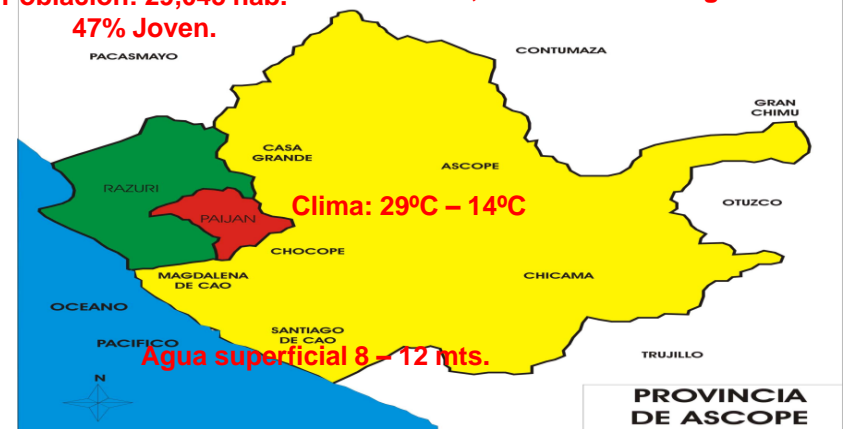 47% Joven.
PACASMAYO
CONTUMAZA
GRAN
CHIMU
CASA
GRANDE
ASCOPE
RAZURI
Clima: 29ºC – 14ºC
OTUZCO
PAIJAN
CHOCOPE
MAGDALENA
DE CAO
CHICAMA
OCEANO
PACIFICO
SANTIAGO
DE CAO
Agua superficial 8 – 12 mts.
TRUJILLO
N
PROVINCIA
DE ASCOPE